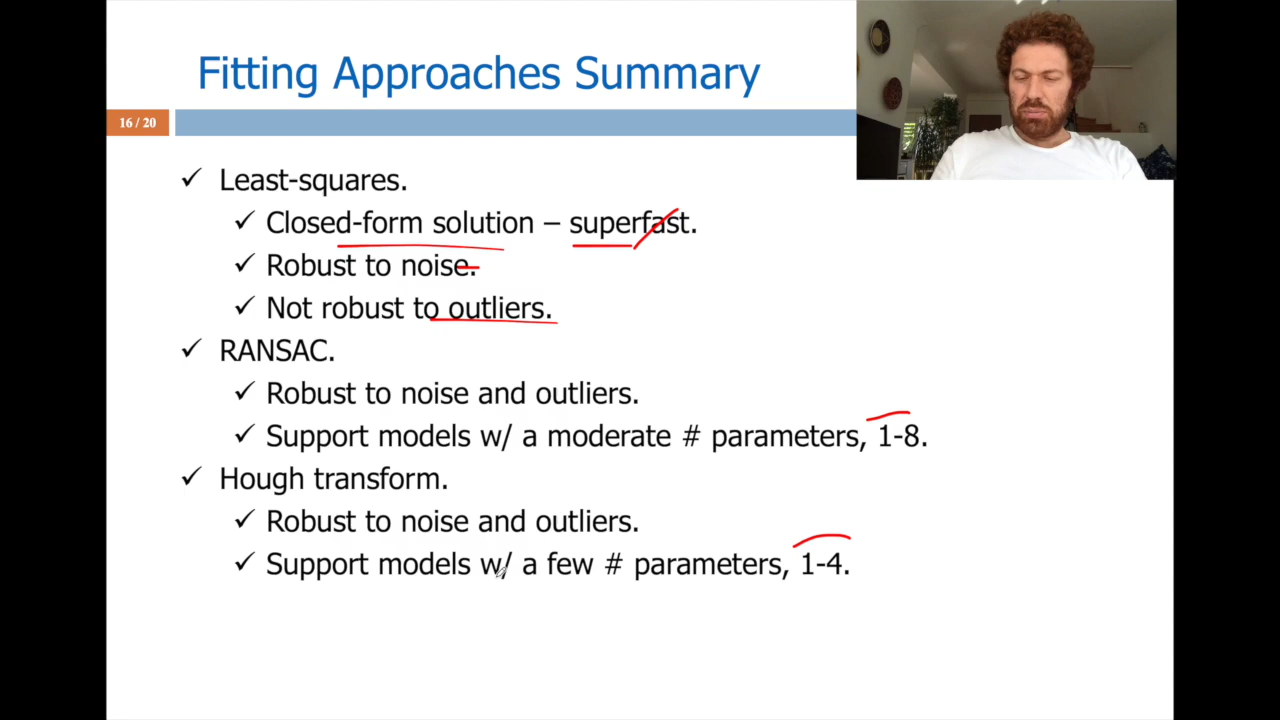 Fitting Approaches Summary
16 / 20
✓ Least-squares.
✓ Closed-form solution – superfast.
✓ Robust to noise.
✓ Not robust to outliers.
✓ RANSAC.
✓ Robust to noise and outliers.
✓ Support models w/ a moderate # parameters, 1-8.
✓ Hough transform.
✓ Robust to noise and outliers.
✓ Support models w/ a few # parameters, 1-4.